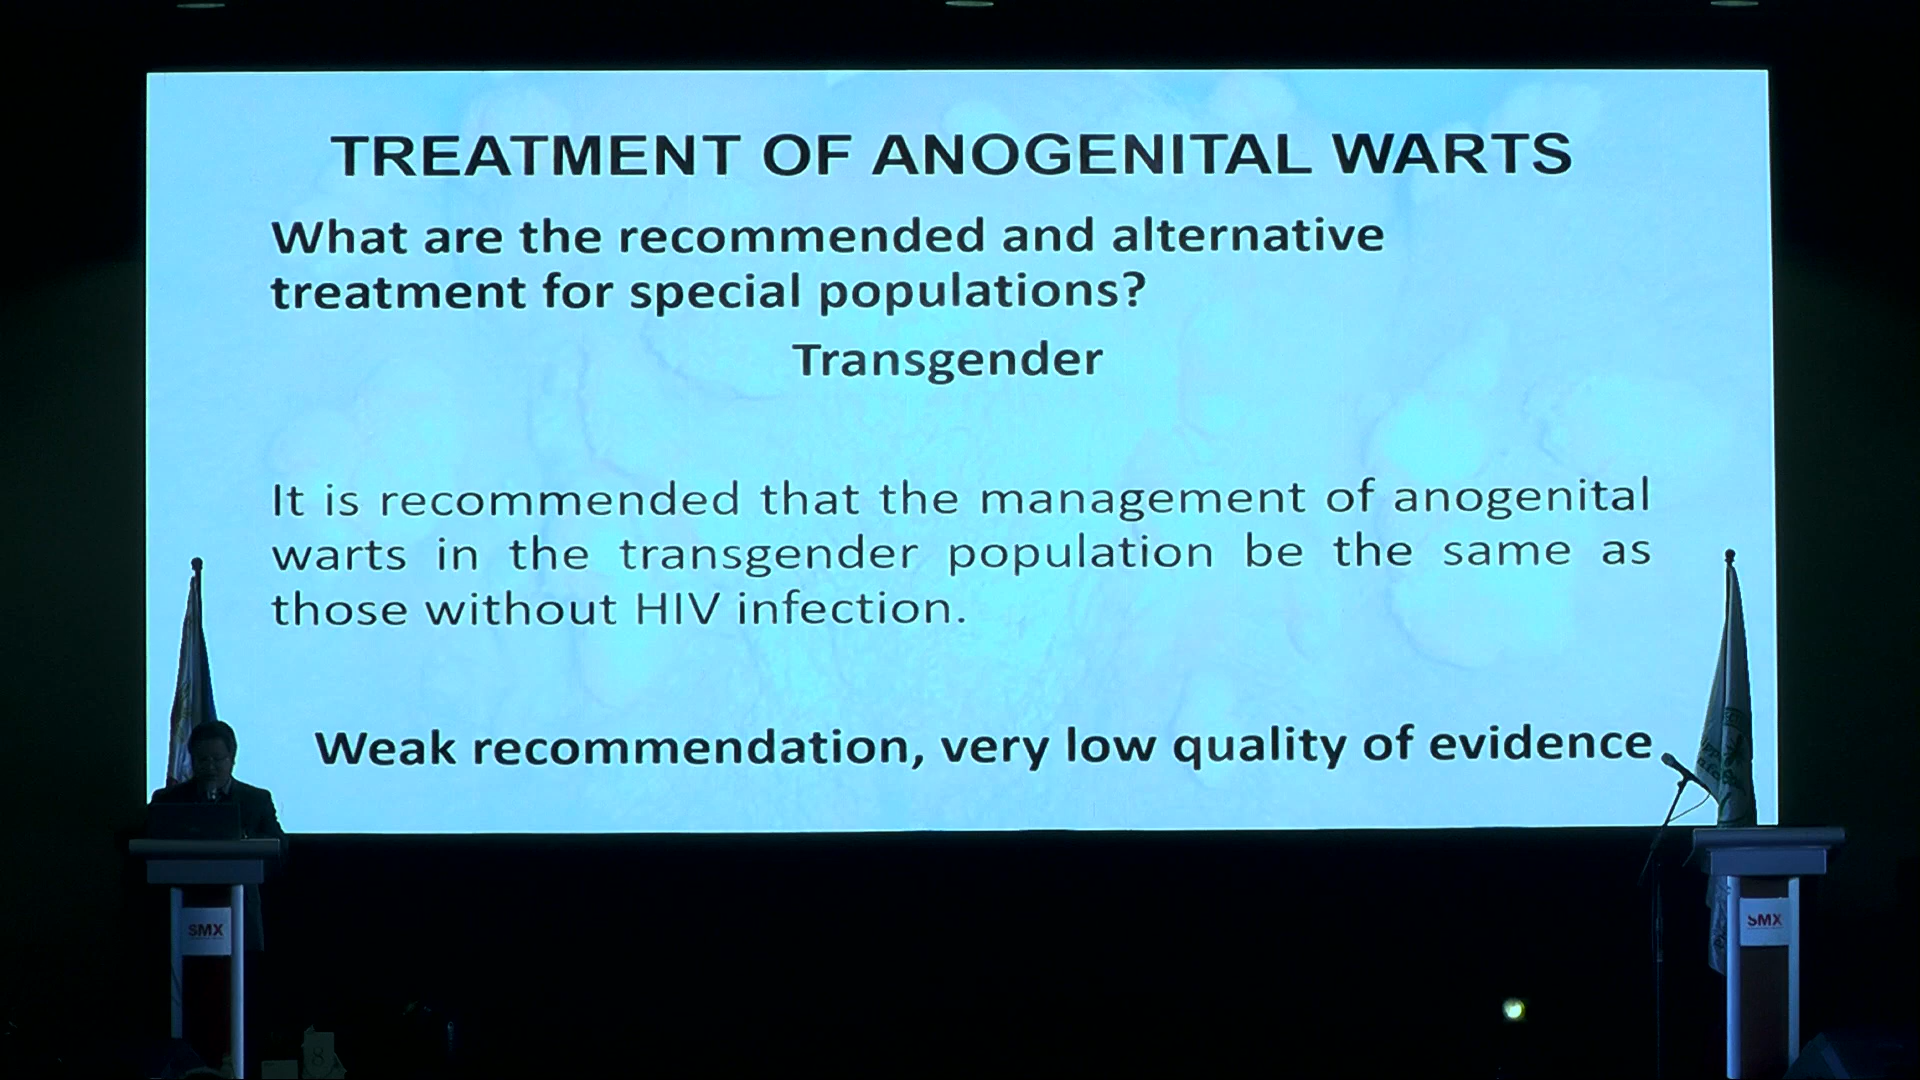 TREATMENT OF ANOGENITAL WARTS
What are the recommended and alternative
treatment for special populations?
Transgender
It is recommended that the management of anogenital
warts in the transgender population be the same as
those without HIV infection.
Weak recommendation, very low quality of evidence
SMX
SMX